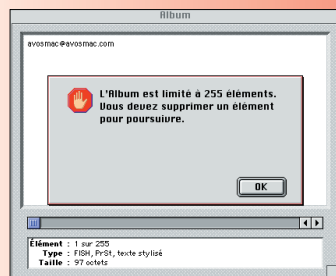 Album
avosmac@avosmac.com
L'Album est limité à 255 éléments.
Vous devez supprimer un élément
pour poursuivre.
OK
Élément : 1 sur 255
Type : FISH, PrSt, texte stylisé
Taille : 97 octets